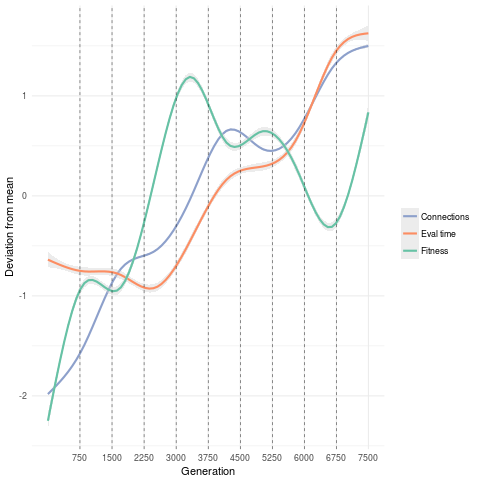 Deviation from mean
1
0
-1
-2
750 1500 2250 3000 3750 4500 5250 6000 6750 7500
Generation
Connections
Eval time
Fitness